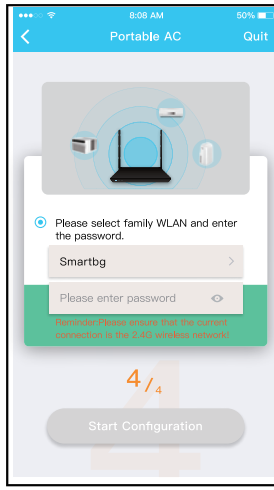 8:08 AM 50%
Portable AC Quit
Please select family WLAN and enter
the password.
Smartbg
Please enter password
Reminder:Please ensure that the current
connection is the 2.4G wireless network!
4/4
Start Configuration
4